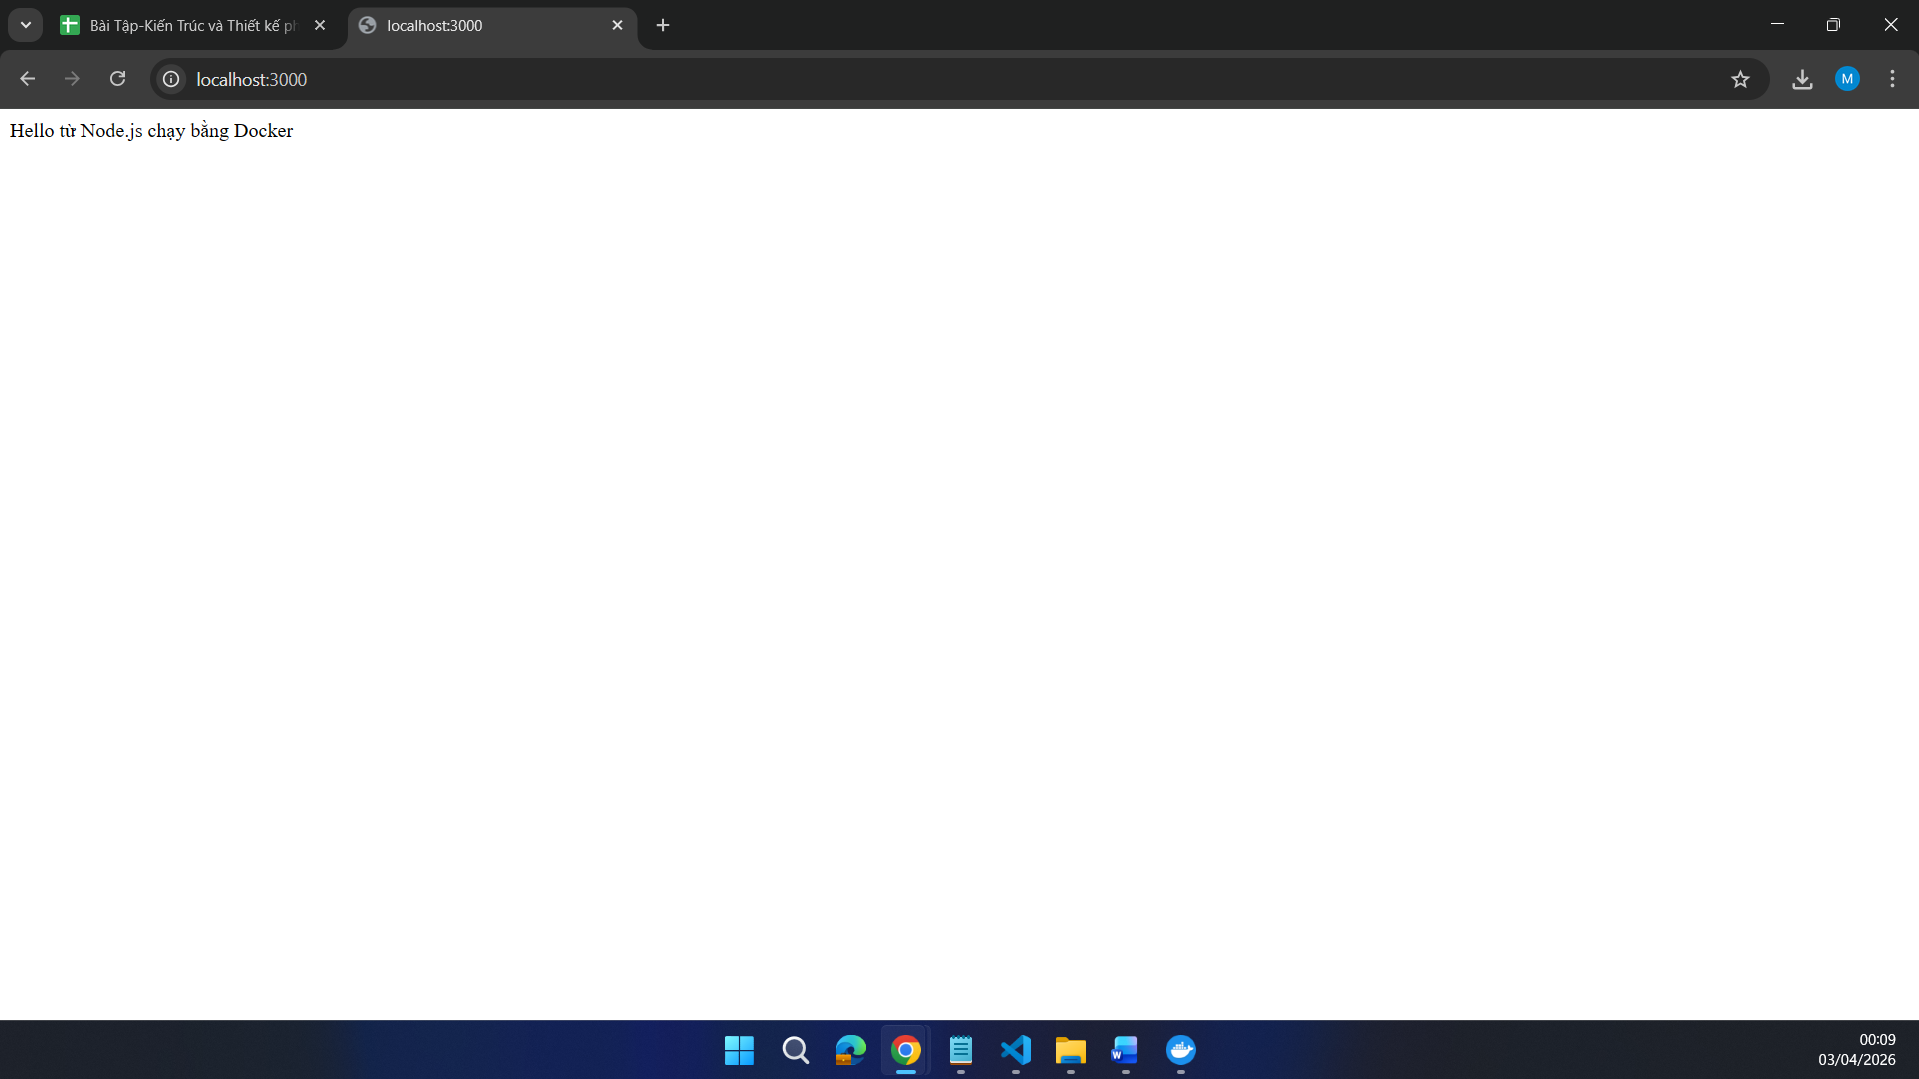 Bài Tập-Kiến Trúc và Thiết kế ph
localhost:3000
localhost:3000
M
Hello từ Node.js chạy bằng Docker
W
00:09
03/04/2026